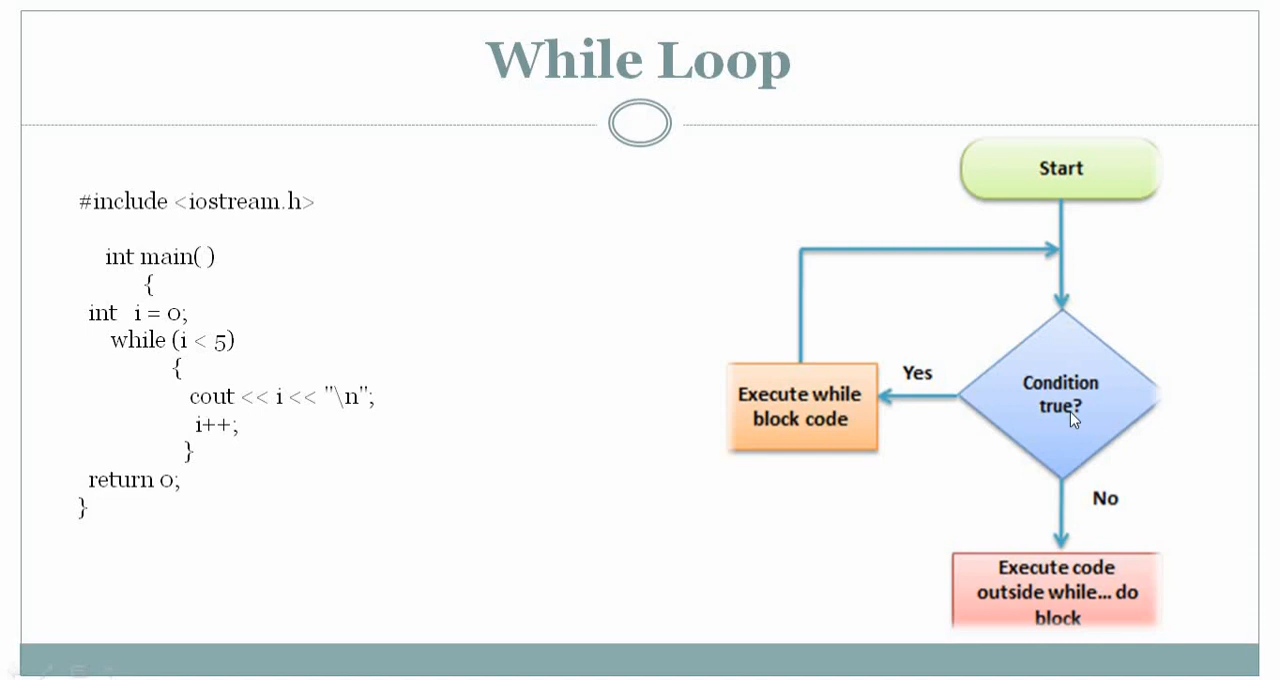 While Loop
#include <iostream.h>
int main( )
{
int i = 0;
while (i < 5)
{
cout << i << "\n";
i++;
}
return 0;
}
Start
Condition
true?
Yes
Execute while
block code
No
Execute code
outside while... do
block